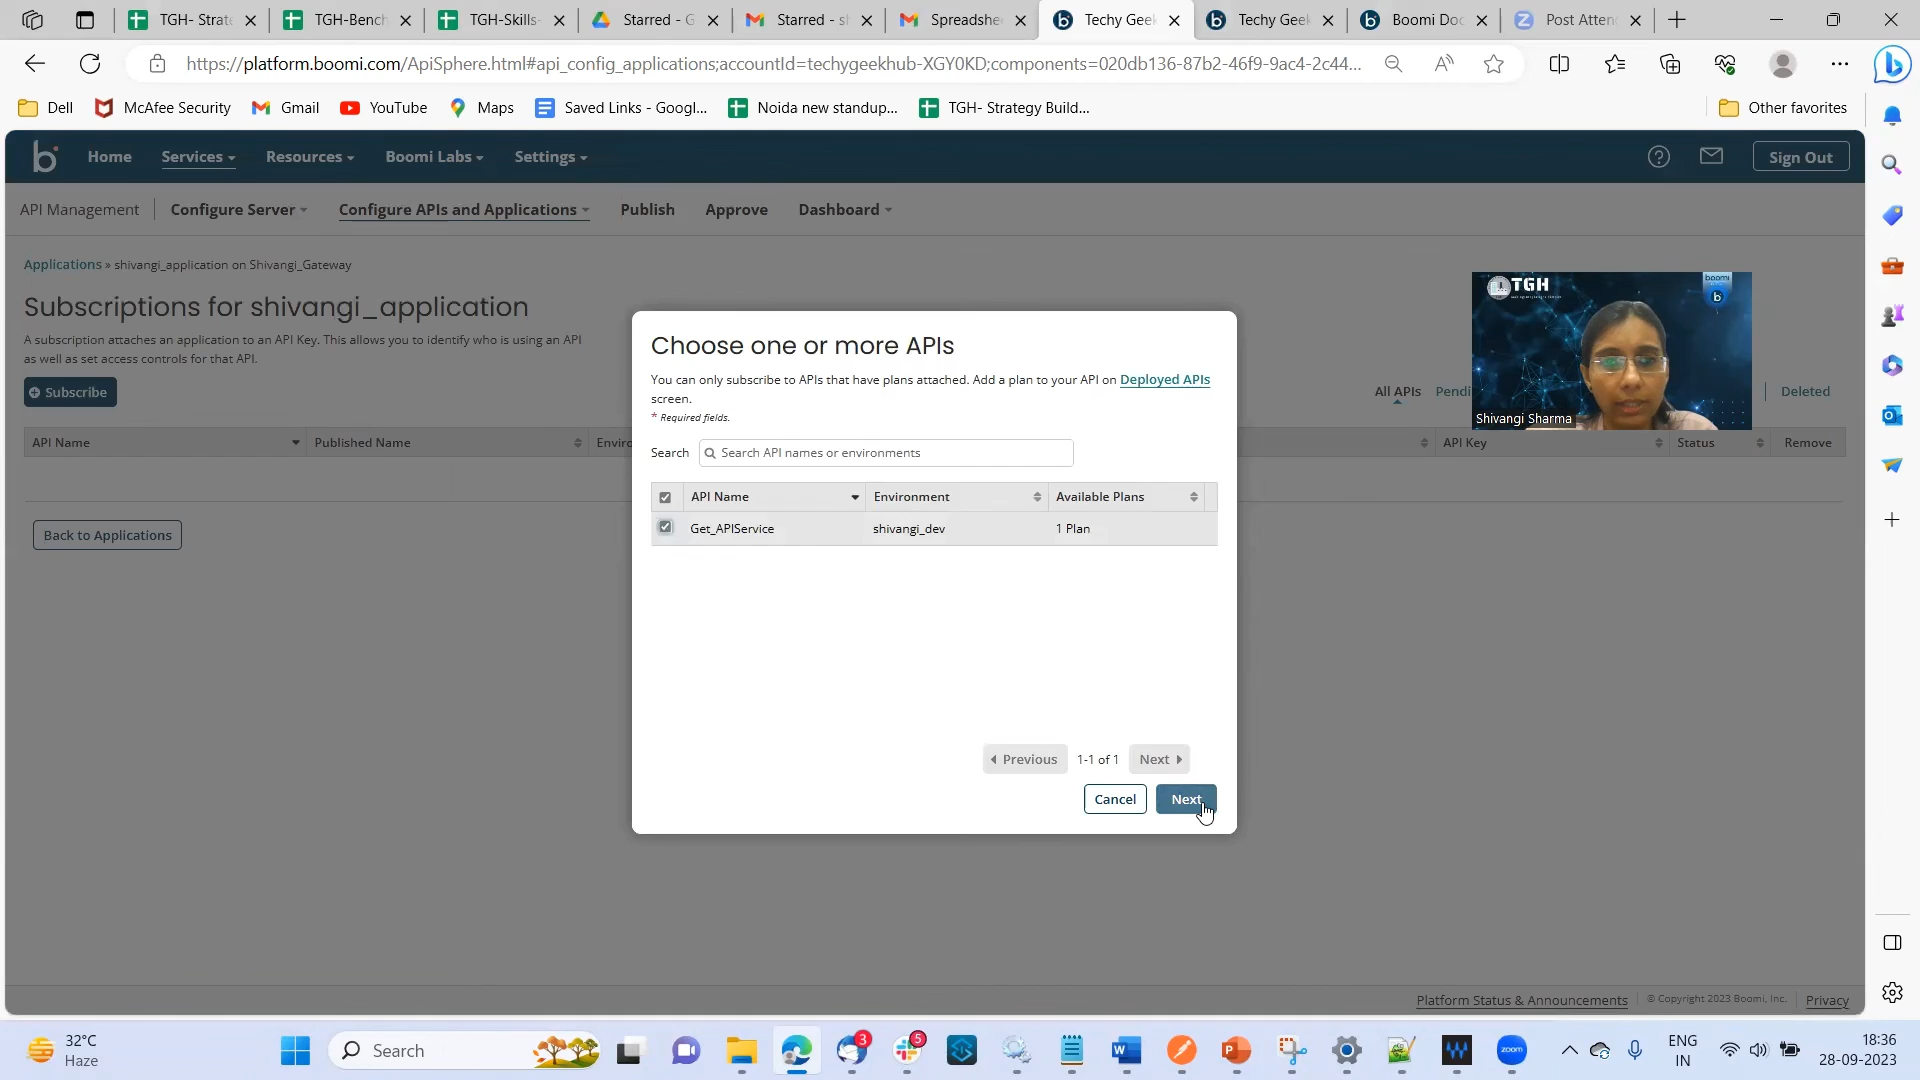 TGH- Strate
TGH-Bench
TGH-Skills-
Starred - G
Starred - sh
Spreadshe
Techy Geek
Techy Geek
Boomi Doc
Post Atten
https://platform.boomi.com/ApiSphere.html#api_config_applications;accountId=techygeekhub-XGY0KD;components=020db136-87b2-46f9-9ac4-2c44...
Dell
McAfee Security
Gmail
YouTube
Maps
Saved Links - Googl...
Noida new standup...
TGH- Strategy Build...
Other favorites
Home
Services
Resources
Boomi Labs
Settings
Sign Out
API Management
Configure Server
Configure APIs and Applications
Publish
Approve
Dashboard
Applications » shivangi_application on Shivangi_Gateway
Subscriptions for shivangi_application
A subscription attaches an application to an API Key. This allows you to identify who is using an API
as well as set access controls for that API.
Subscribe
All APIs
Pendi
Deleted
API Name
Published Name
Enviro
API Key
Status
Remove
Back to Applications
Choose one or more APIs
You can only subscribe to APIs that have plans attached. Add a plan to your API on Deployed APIs
screen.
* Required fields.
Search
Search API names or environments
API Name
Environment
Available Plans
Get_APIService
shivangi_dev
1 Plan
Previous
1-1 of 1
Next
Cancel
Next
TGH
boomi
Shivangi Sharma
Platform Status & Announcements
© Copyright 2023 Boomi, Inc.
Privacy
32°C
Haze
Search
3
5
zoom
ENG
IN
18:36
28-09-2023